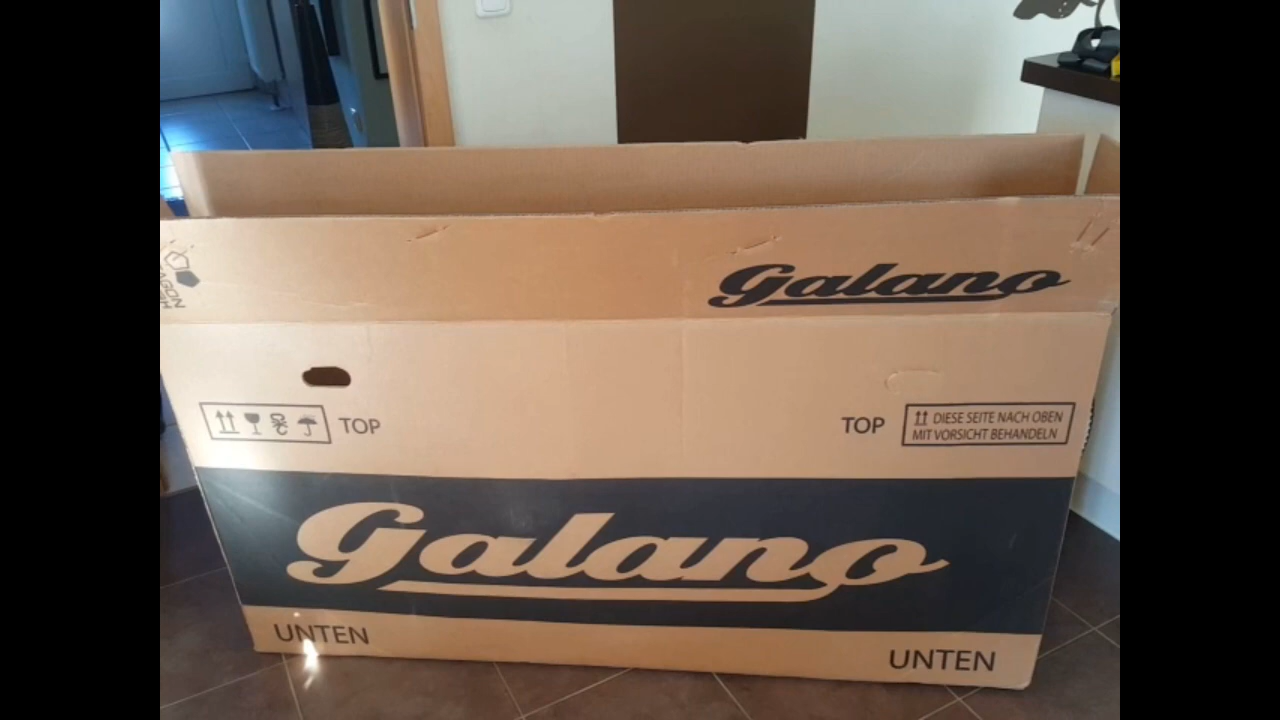 Galano
TOP
TOP
DIESE SEITE NACH OBEN
MIT VORSICHT BEHANDELN
Galano
UNTEN
UNTEN